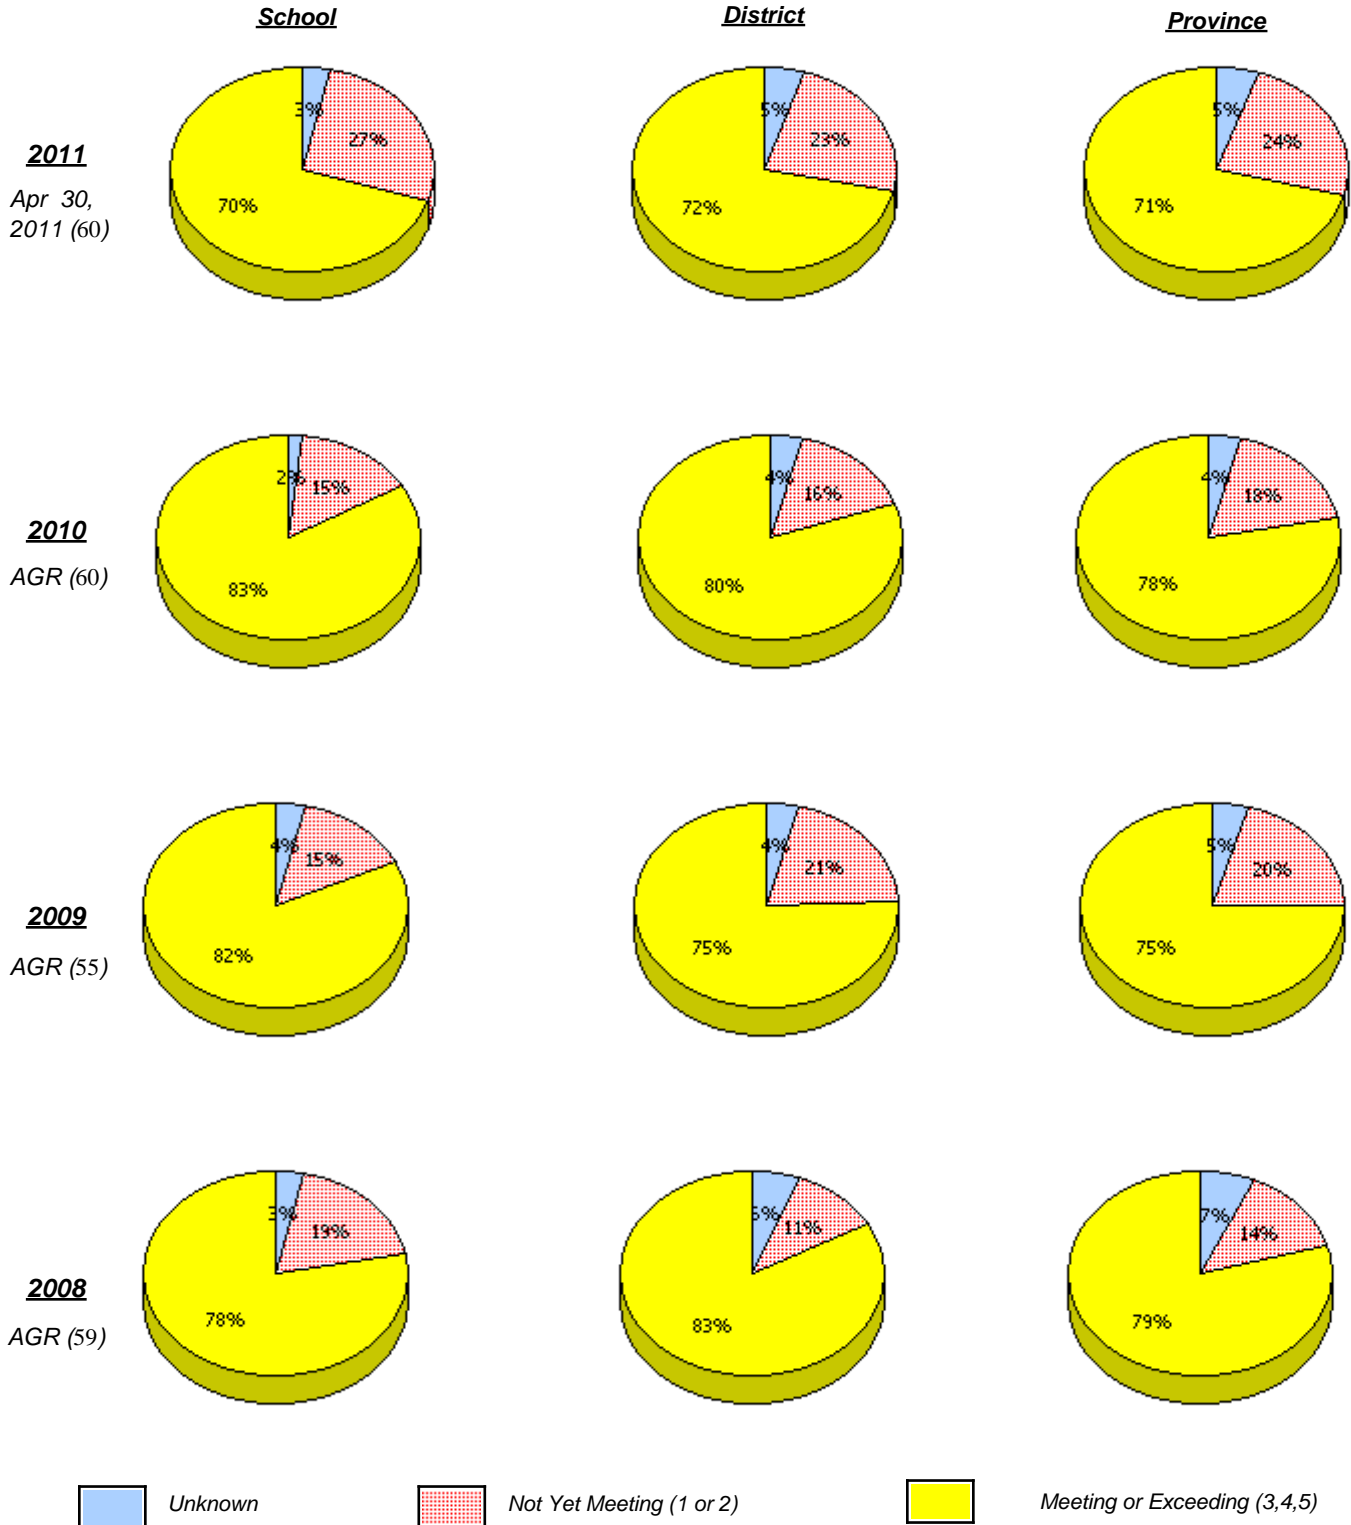 School District Province
2011
Apr 30,
2011 (60)
3% 27% 70%
5% 23% 72%
5% 24% 71%
2010
AGR (60)
2% 15% 83%
4% 16% 80%
4% 18% 78%
2009
AGR (55)
4% 15% 82%
4% 21% 75%
5% 20% 75%
2008
AGR (59)
3% 19% 78%
11% 83%
7% 14% 79%
Unknown Not Yet Meeting (1 or 2) Meeting or Exceeding (3,4,5)